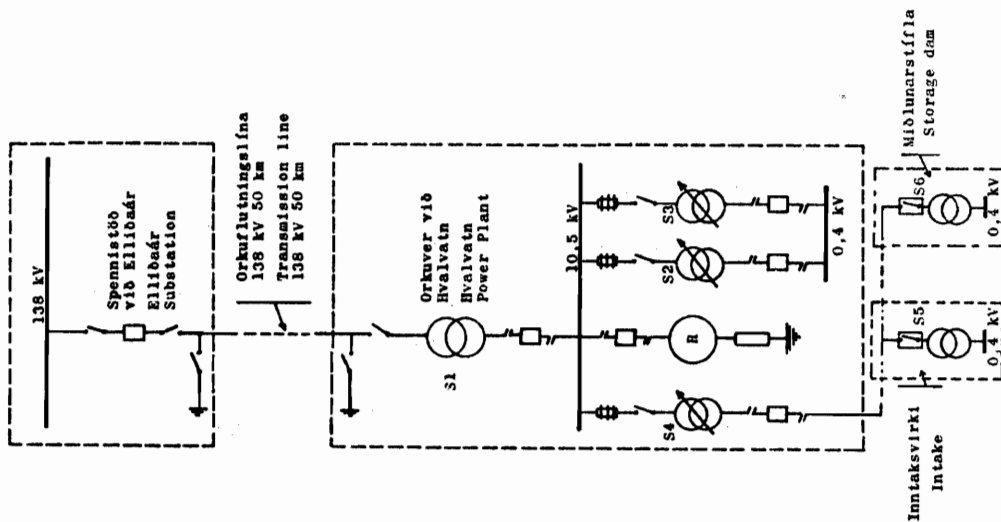 138 kV
Spennistöð
við Elliðaár
Elliðaár
Substation
Orkuflutningslína
138 kV 50 km
Transmission line
138 kV 50 km
Orkuver við
Hvalvatn
Hvalvatn
Power Plant
S1
10,5 kV
S4
R
S2
S3
0,4 kV
S5
0,4 kV
Inntaksvirki
Intake
S6
0,4 kV
Miðlunarstífla
Storage dam